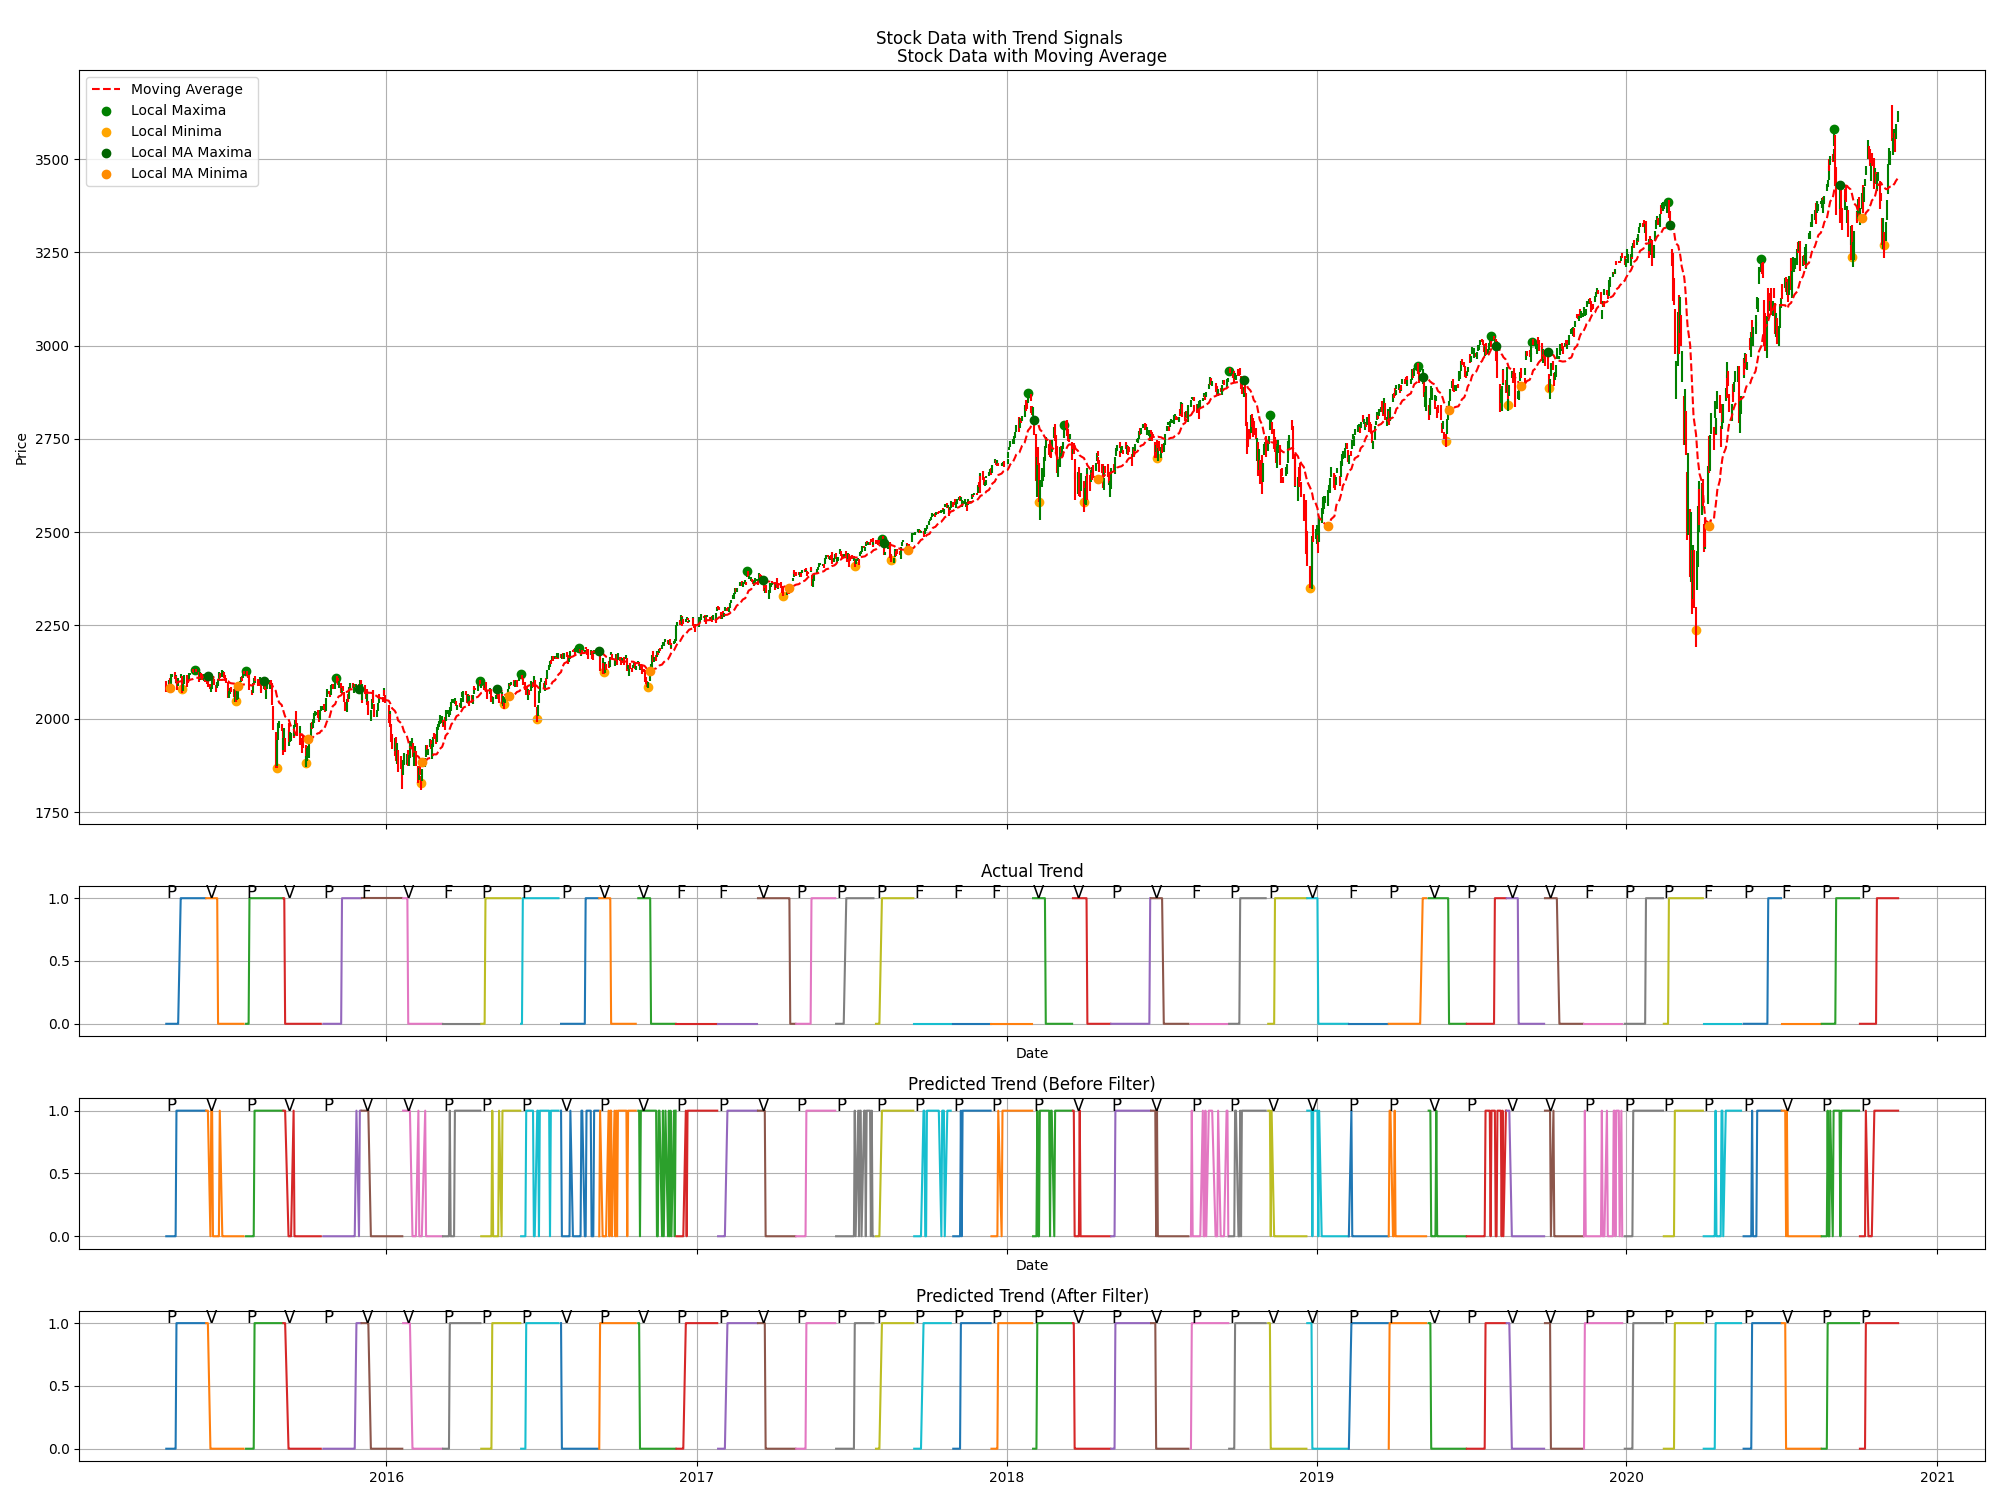 Stock Data with Trend Signals
Stock Data with Moving Average
Moving Average
Local Maxima
Local Minima
Local MA Maxima
Local MA Minima
Price
3500
3250
3000
2750
2500
2250
2000
1750
Actual Trend
P V P V P F V F P P P V V F F V P P P F F F V V P V F P P V F P V P V V F P P F P F P P
1.0
0.5
0.0
Date
Predicted Trend (Before Filter)
P V P V P V V P P P V P V P P V P P P P P P P V P V P P V V P P V P V V P P P P P V P P
1.0
0.5
0.0
Date
Predicted Trend (After Filter)
P V P V P V V P P P V P V P P V P P P P P P P V P V P P V V P P V P V V P P P P P V P P
1.0
0.5
0.0
2016 2017 2018 2019 2020 2021